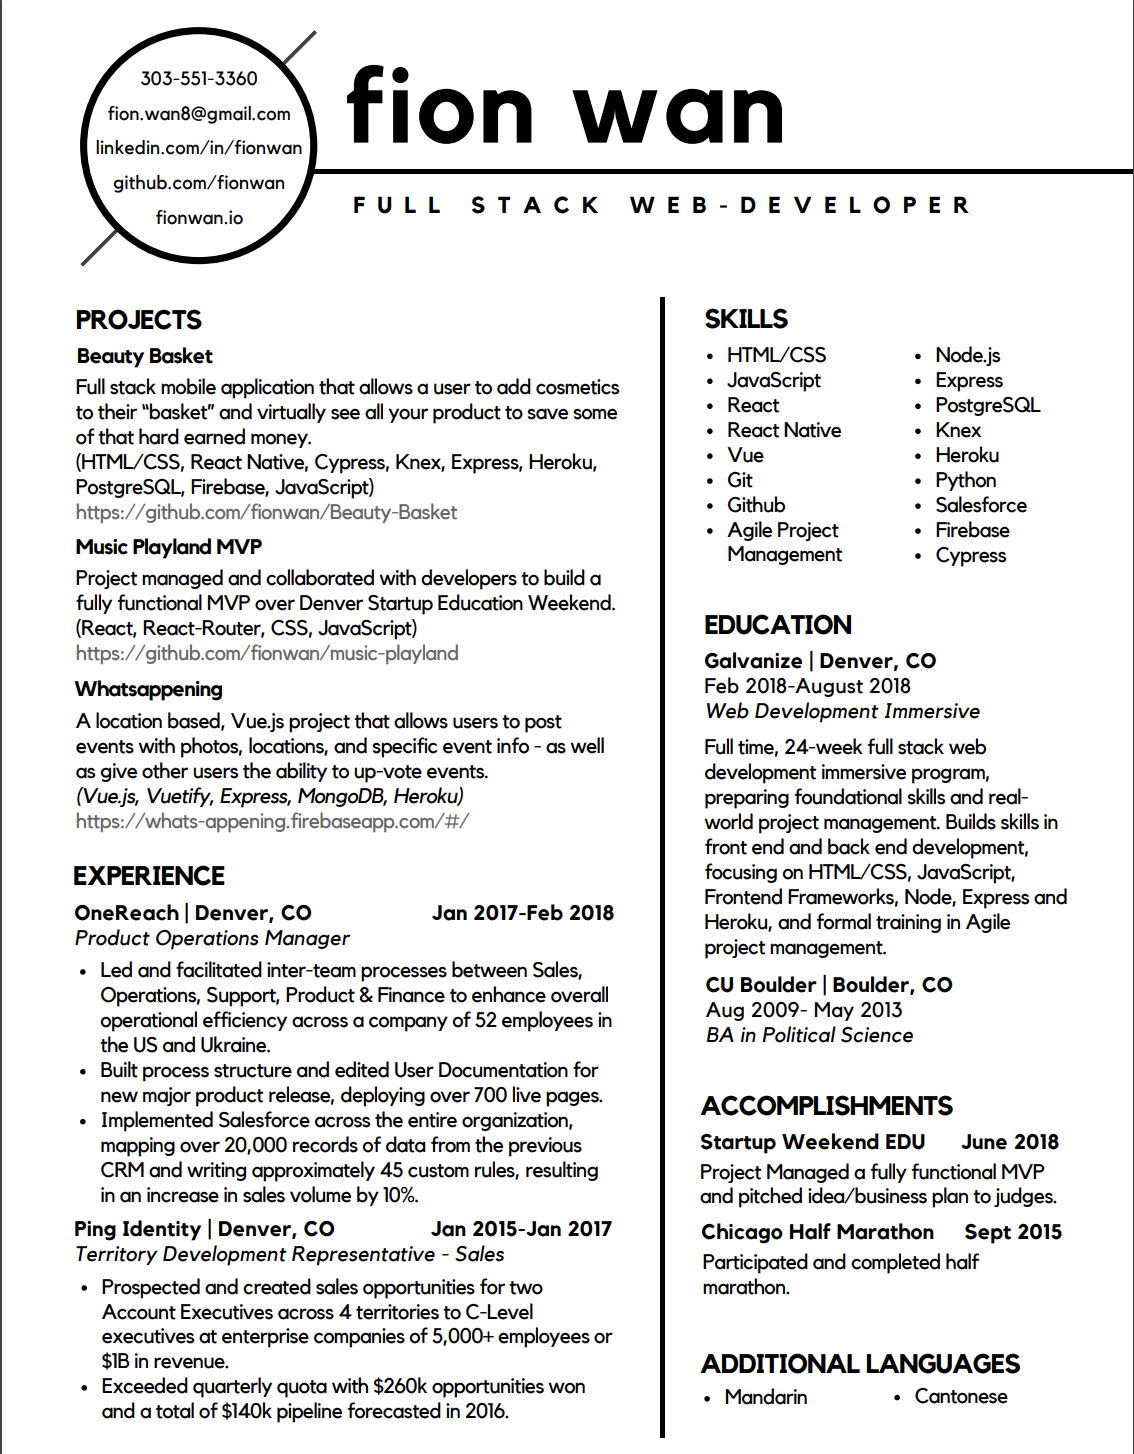 303-551-3360
fion.wan8@gmail.com
linkedin.com/in/fionwan
github.com/fionwan
fionwan.io
fion wan
FULL STACK WEB-DEVELOPER
PROJECTS
Beauty Basket
Full stack mobile application that allows a user to add cosmetics
to their “basket” and virtually see all your product to save some
of that hard earned money.
(HTML/CSS, React Native, Cypress, Knex, Express, Heroku,
PostgreSQL, Firebase, JavaScript)
https://github.com/fionwan/Beauty-Basket
Music Playland MVP
Project managed and collaborated with developers to build a
fully functional MVP over Denver Startup Education Weekend.
(React, React-Router, CSS, JavaScript)
https://github.com/fionwan/music-playland
Whatsappening
A location based, Vue.js project that allows users to post
events with photos, locations, and specific event info - as well
as give other users the ability to up-vote events.
(Vue.js, Vuetify, Express, MongoDB, Heroku)
https://whats-appening.firebaseapp.com/#/
EXPERIENCE
OneReach | Denver, CO Jan 2017-Feb 2018
Product Operations Manager
• Led and facilitated inter-team processes between Sales,
Operations, Support, Product & Finance to enhance overall
operational efficiency across a company of 52 employees in
the US and Ukraine.
• Built process structure and edited User Documentation for
new major product release, deploying over 700 live pages.
• Implemented Salesforce across the entire organization,
mapping over 20,000 records of data from the previous
CRM and writing approximately 45 custom rules, resulting
in an increase in sales volume by 10%.
Ping Identity | Denver, CO Jan 2015-Jan 2017
Territory Development Representative - Sales
• Prospected and created sales opportunities for two
Account Executives across 4 territories to C-Level
executives at enterprise companies of 5,000+ employees or
$1B in revenue.
• Exceeded quarterly quota with $260k opportunities won
and a total of $140k pipeline forecasted in 2016.
SKILLS
• HTML/CSS
• JavaScript
• React
• React Native
• Vue
• Git
• Github
• Agile Project
Management
• Node.js
• Express
• PostgreSQL
• Knex
• Heroku
• Python
• Salesforce
• Firebase
• Cypress
EDUCATION
Galvanize | Denver, CO
Feb 2018-August 2018
Web Development Immersive
Full time, 24-week full stack web
development immersive program,
preparing foundational skills and real-
world project management. Builds skills in
front end and back end development,
focusing on HTML/CSS, JavaScript,
Frontend Frameworks, Node, Express and
Heroku, and formal training in Agile
project management.
CU Boulder | Boulder, CO
Aug 2009- May 2013
BA in Political Science
ACCOMPLISHMENTS
Startup Weekend EDU June 2018
Project Managed a fully functional MVP
and pitched idea/business plan to judges.
Chicago Half Marathon Sept 2015
Participated and completed half
marathon.
ADDITIONAL LANGUAGES
• Mandarin
• Cantonese